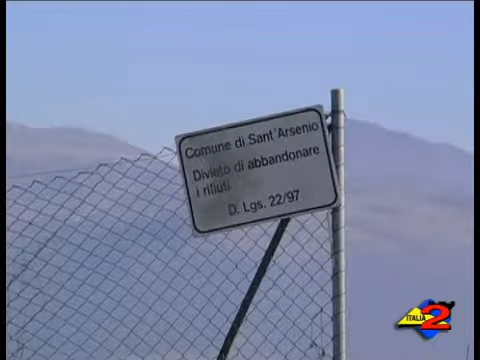 Comune di Sant'Arsenio
Divieto di abbandonare
i rifiuti
D. Lgs. 22/97
ITALIA
2